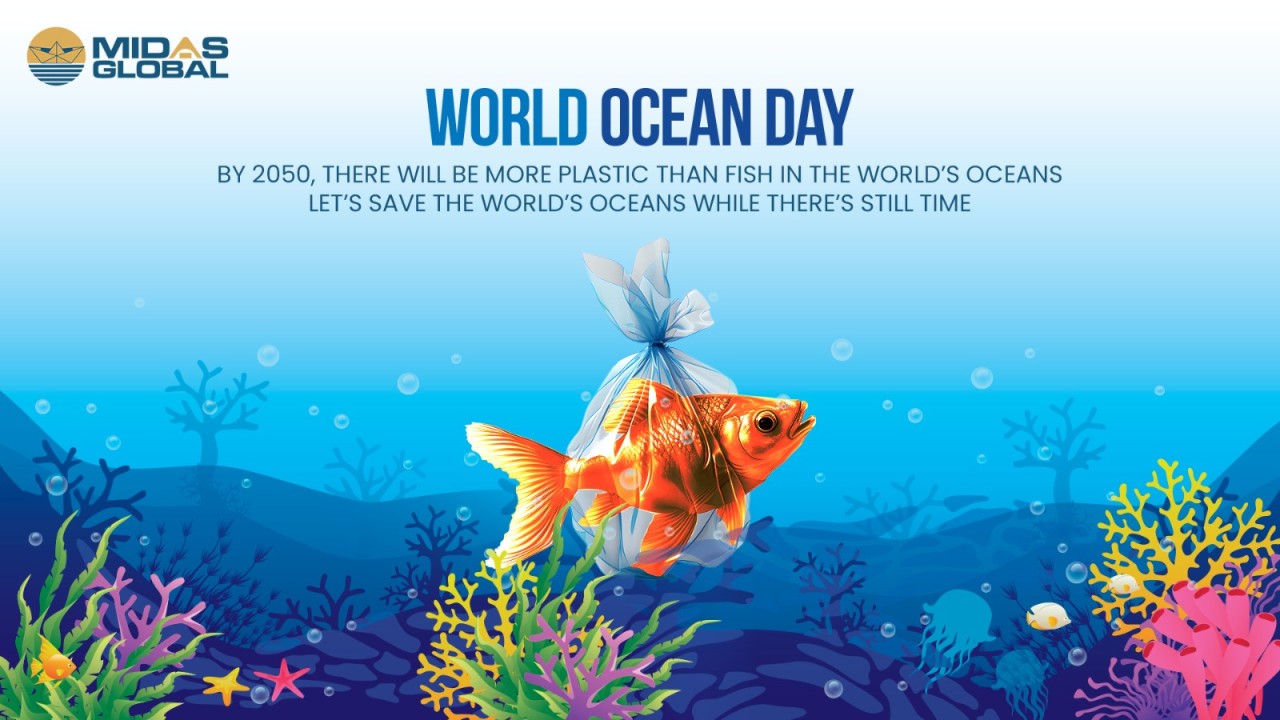 MIDAS
GLOBAL
WORLD OCEAN DAY
BY 2050, THERE WILL BE MORE PLASTIC THAN FISH IN THE WORLD’S OCEANS
LET’S SAVE THE WORLD’S OCEANS WHILE THERE’S STILL TIME